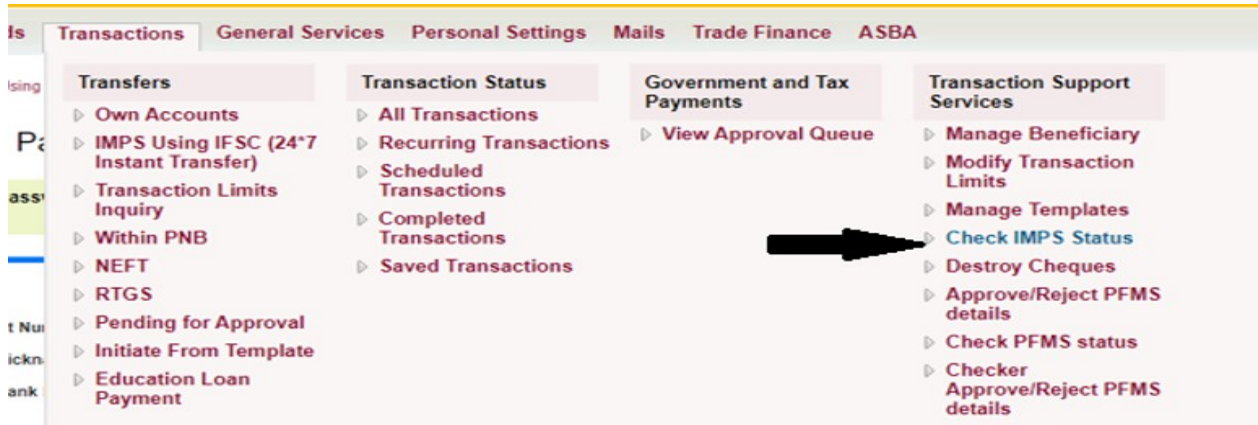 Transactions General Services Personal Settings Mails Trade Finance ASBA
Transfers
Own Accounts
IMPS Using IFSC (24*7
Instant Transfer)
Transaction Limits
Inquiry
Within PNB
NEFT
RTGS
Pending for Approval
Initiate From Template
Education Loan
Payment
Transaction Status
All Transactions
Recurring Transactions
Scheduled
Transactions
Completed
Transactions
Saved Transactions
Government and Tax
Payments
View Approval Queue
Transaction Support
Services
Manage Beneficiary
Modify Transaction
Limits
Manage Templates
Check IMPS Status
Destroy Cheques
Approve/Reject PFMS
details
Check PFMS status
Checker
Approve/Reject PFMS
details